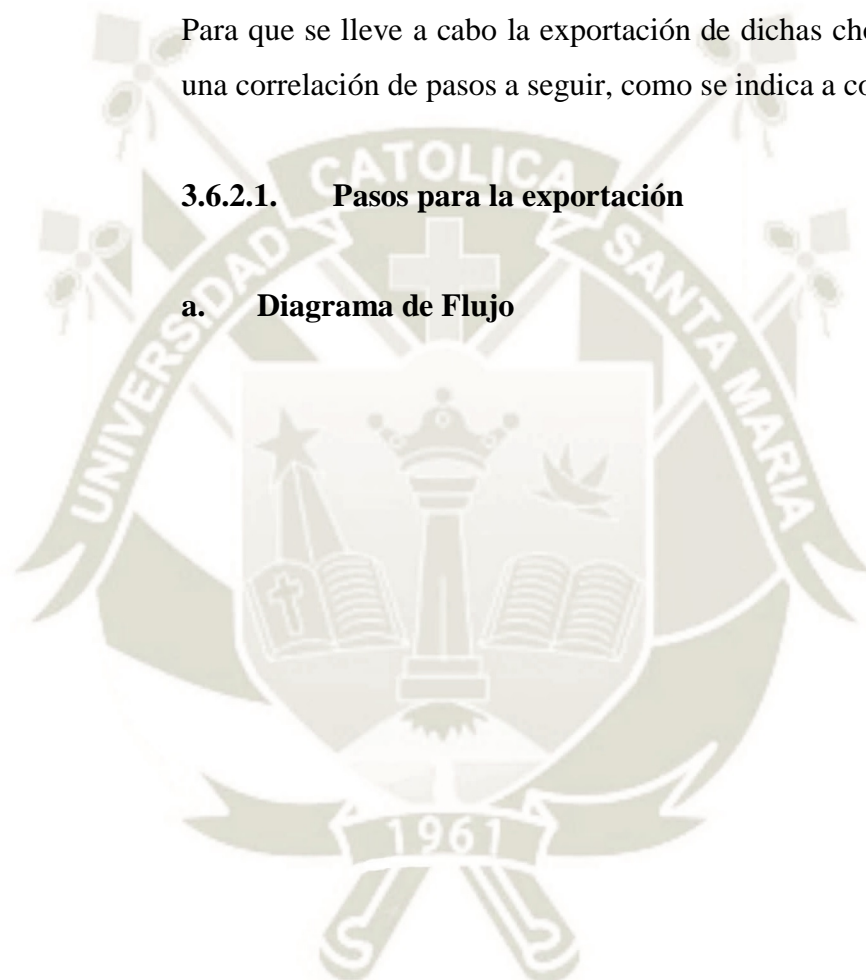 Para que se lleve a cabo la exportación de dichas
una correlación de pasos a seguir, como se indica a
3.6.2.1. Pasos para la exportación
a. Diagrama de Flujo
UNIVERSIDAD CATOLICA SANTA MARIA
1961